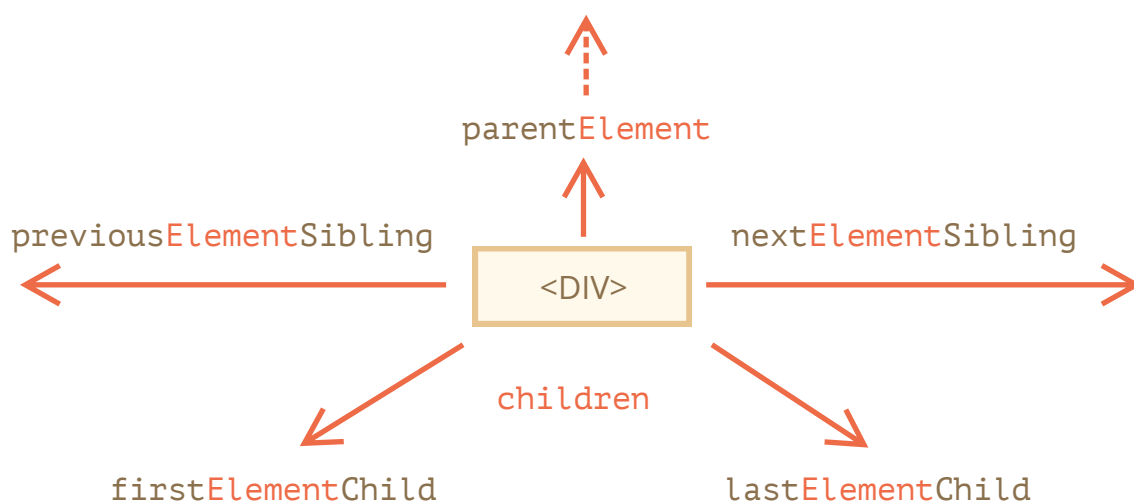 parentElement
previousElementSibling
nextElementSibling
<DIV>
children
firstElementChild
lastElementChild